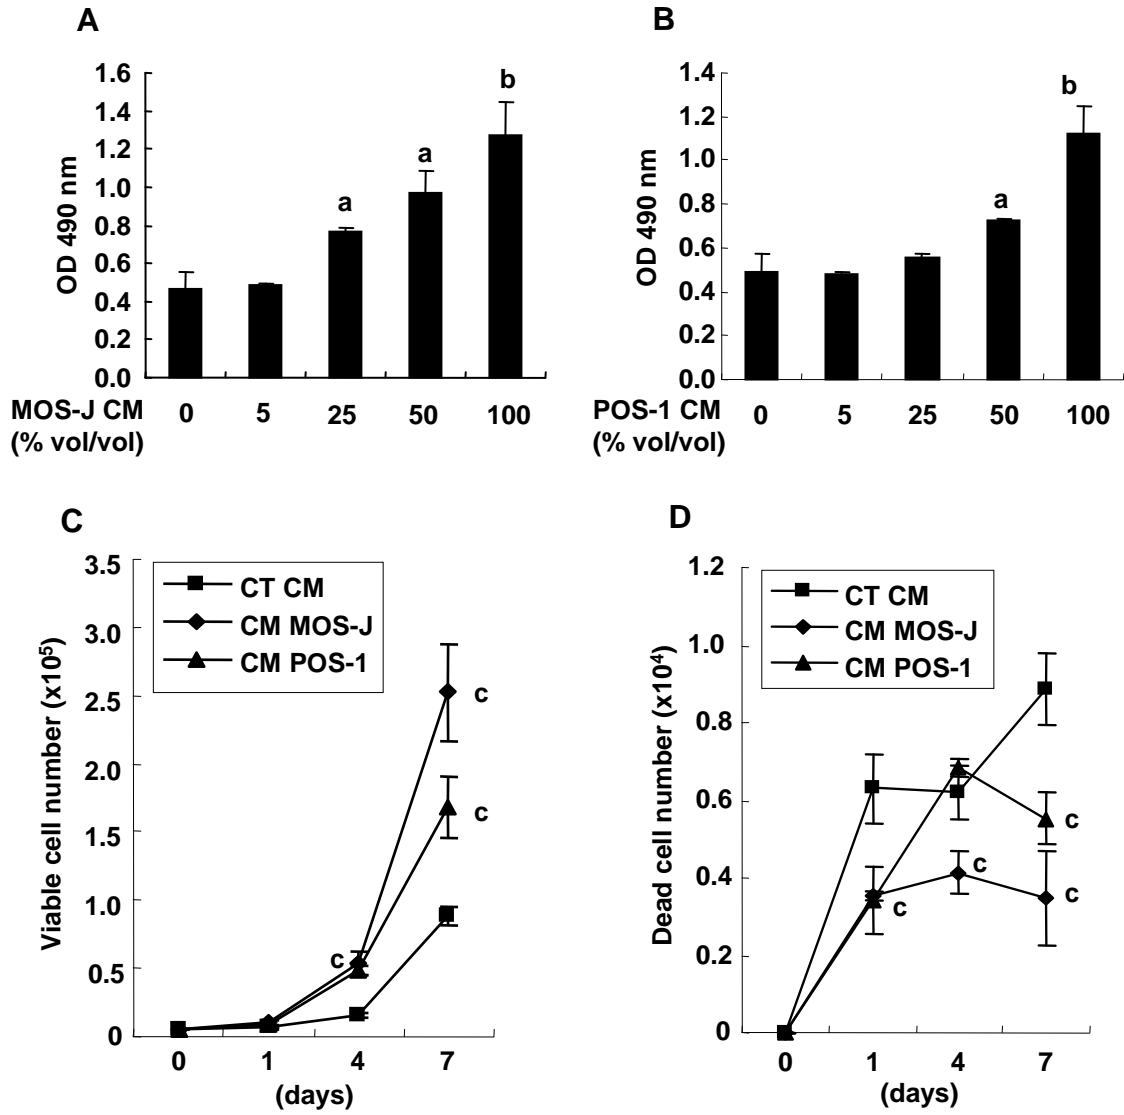 A
1.6
1.4
1.2
1.0
0.8
0.6
0.4
0.2
0.0
OD 490 nm
a
a
b
MOS-J CM
(% vol/vol)
0 5 25 50 100
B
1.4
1.2
1.0
0.8
0.6
0.4
0.2
0.0
OD 490 nm
a
b
POS-1 CM
(% vol/vol)
0 5 25 50 100
C
3.5
3.0
2.5
2.0
1.5
1.0
0.5
0
Viable cell number (x10⁵)
CT CM
CM MOS-J
CM POS-1
c
c
c
0 1 4 7
(days)
D
1.2
1.0
0.8
0.6
0.4
0.2
0
Dead cell number (x10⁴)
CT CM
CM MOS-J
CM POS-1
c
c
c
c
0 1 4 7
(days)